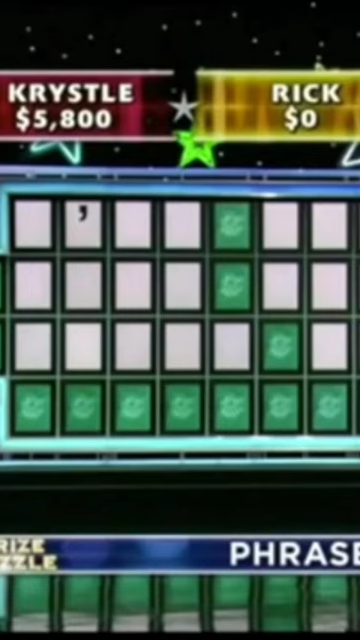 KRYSTLE
$5,800
RICK
$0
’
RIZE
ZZLE
PHRASE